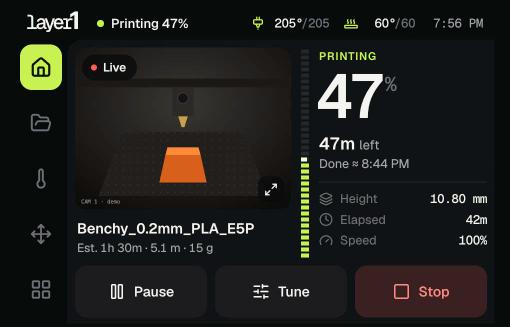 layer1
Printing 47%
205°/205
60°/60
7:56 PM
Live
CAM 1 · demo
Benchy_0.2mm_PLA_E5P
Est. 1h 30m · 5.1 m · 15 g
PRINTING
47%
47m left
Done ≈ 8:44 PM
Height 10.80 mm
Elapsed 42m
Speed 100%
Pause
Tune
Stop